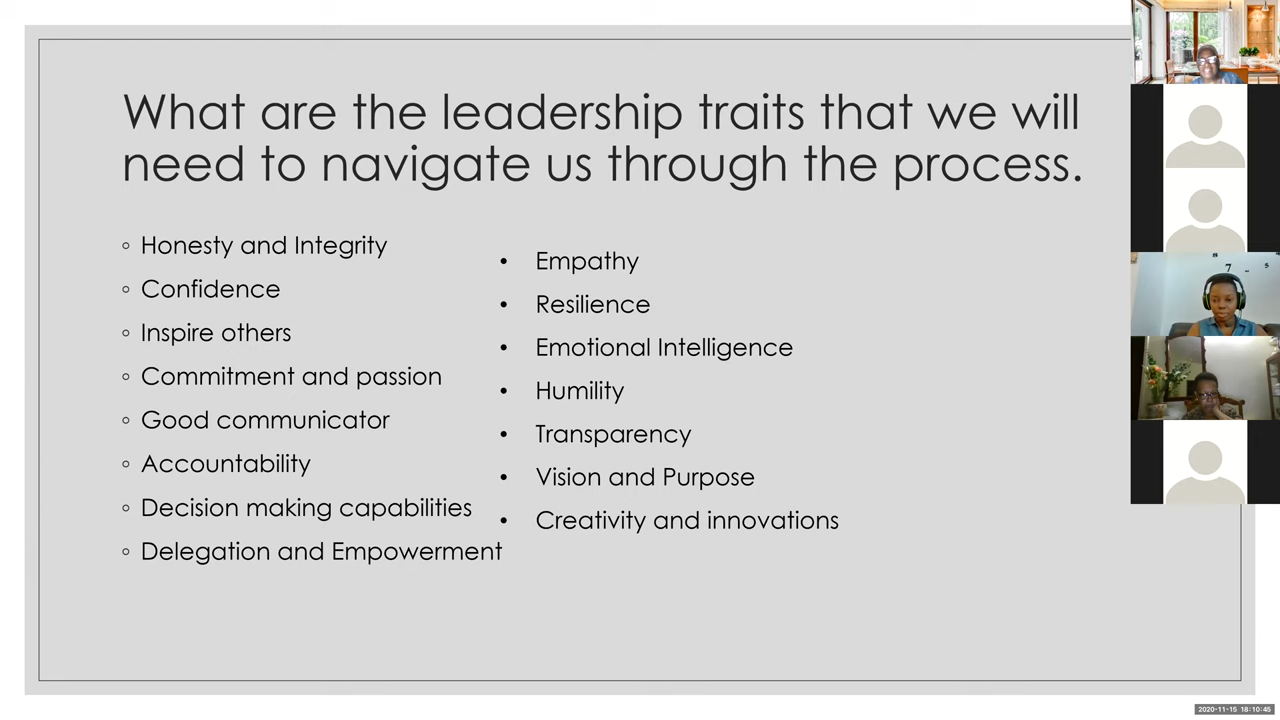 What are the leadership traits that we will
need to navigate us through the process.
◦ Honesty and Integrity
◦ Confidence
◦ Inspire others
◦ Commitment and passion
◦ Good communicator
◦ Accountability
◦ Decision making capabilities
◦ Delegation and Empowerment
• Empathy
• Resilience
• Emotional Intelligence
• Humility
• Transparency
• Vision and Purpose
• Creativity and innovations
7 5
2020-11-15 18:10:45